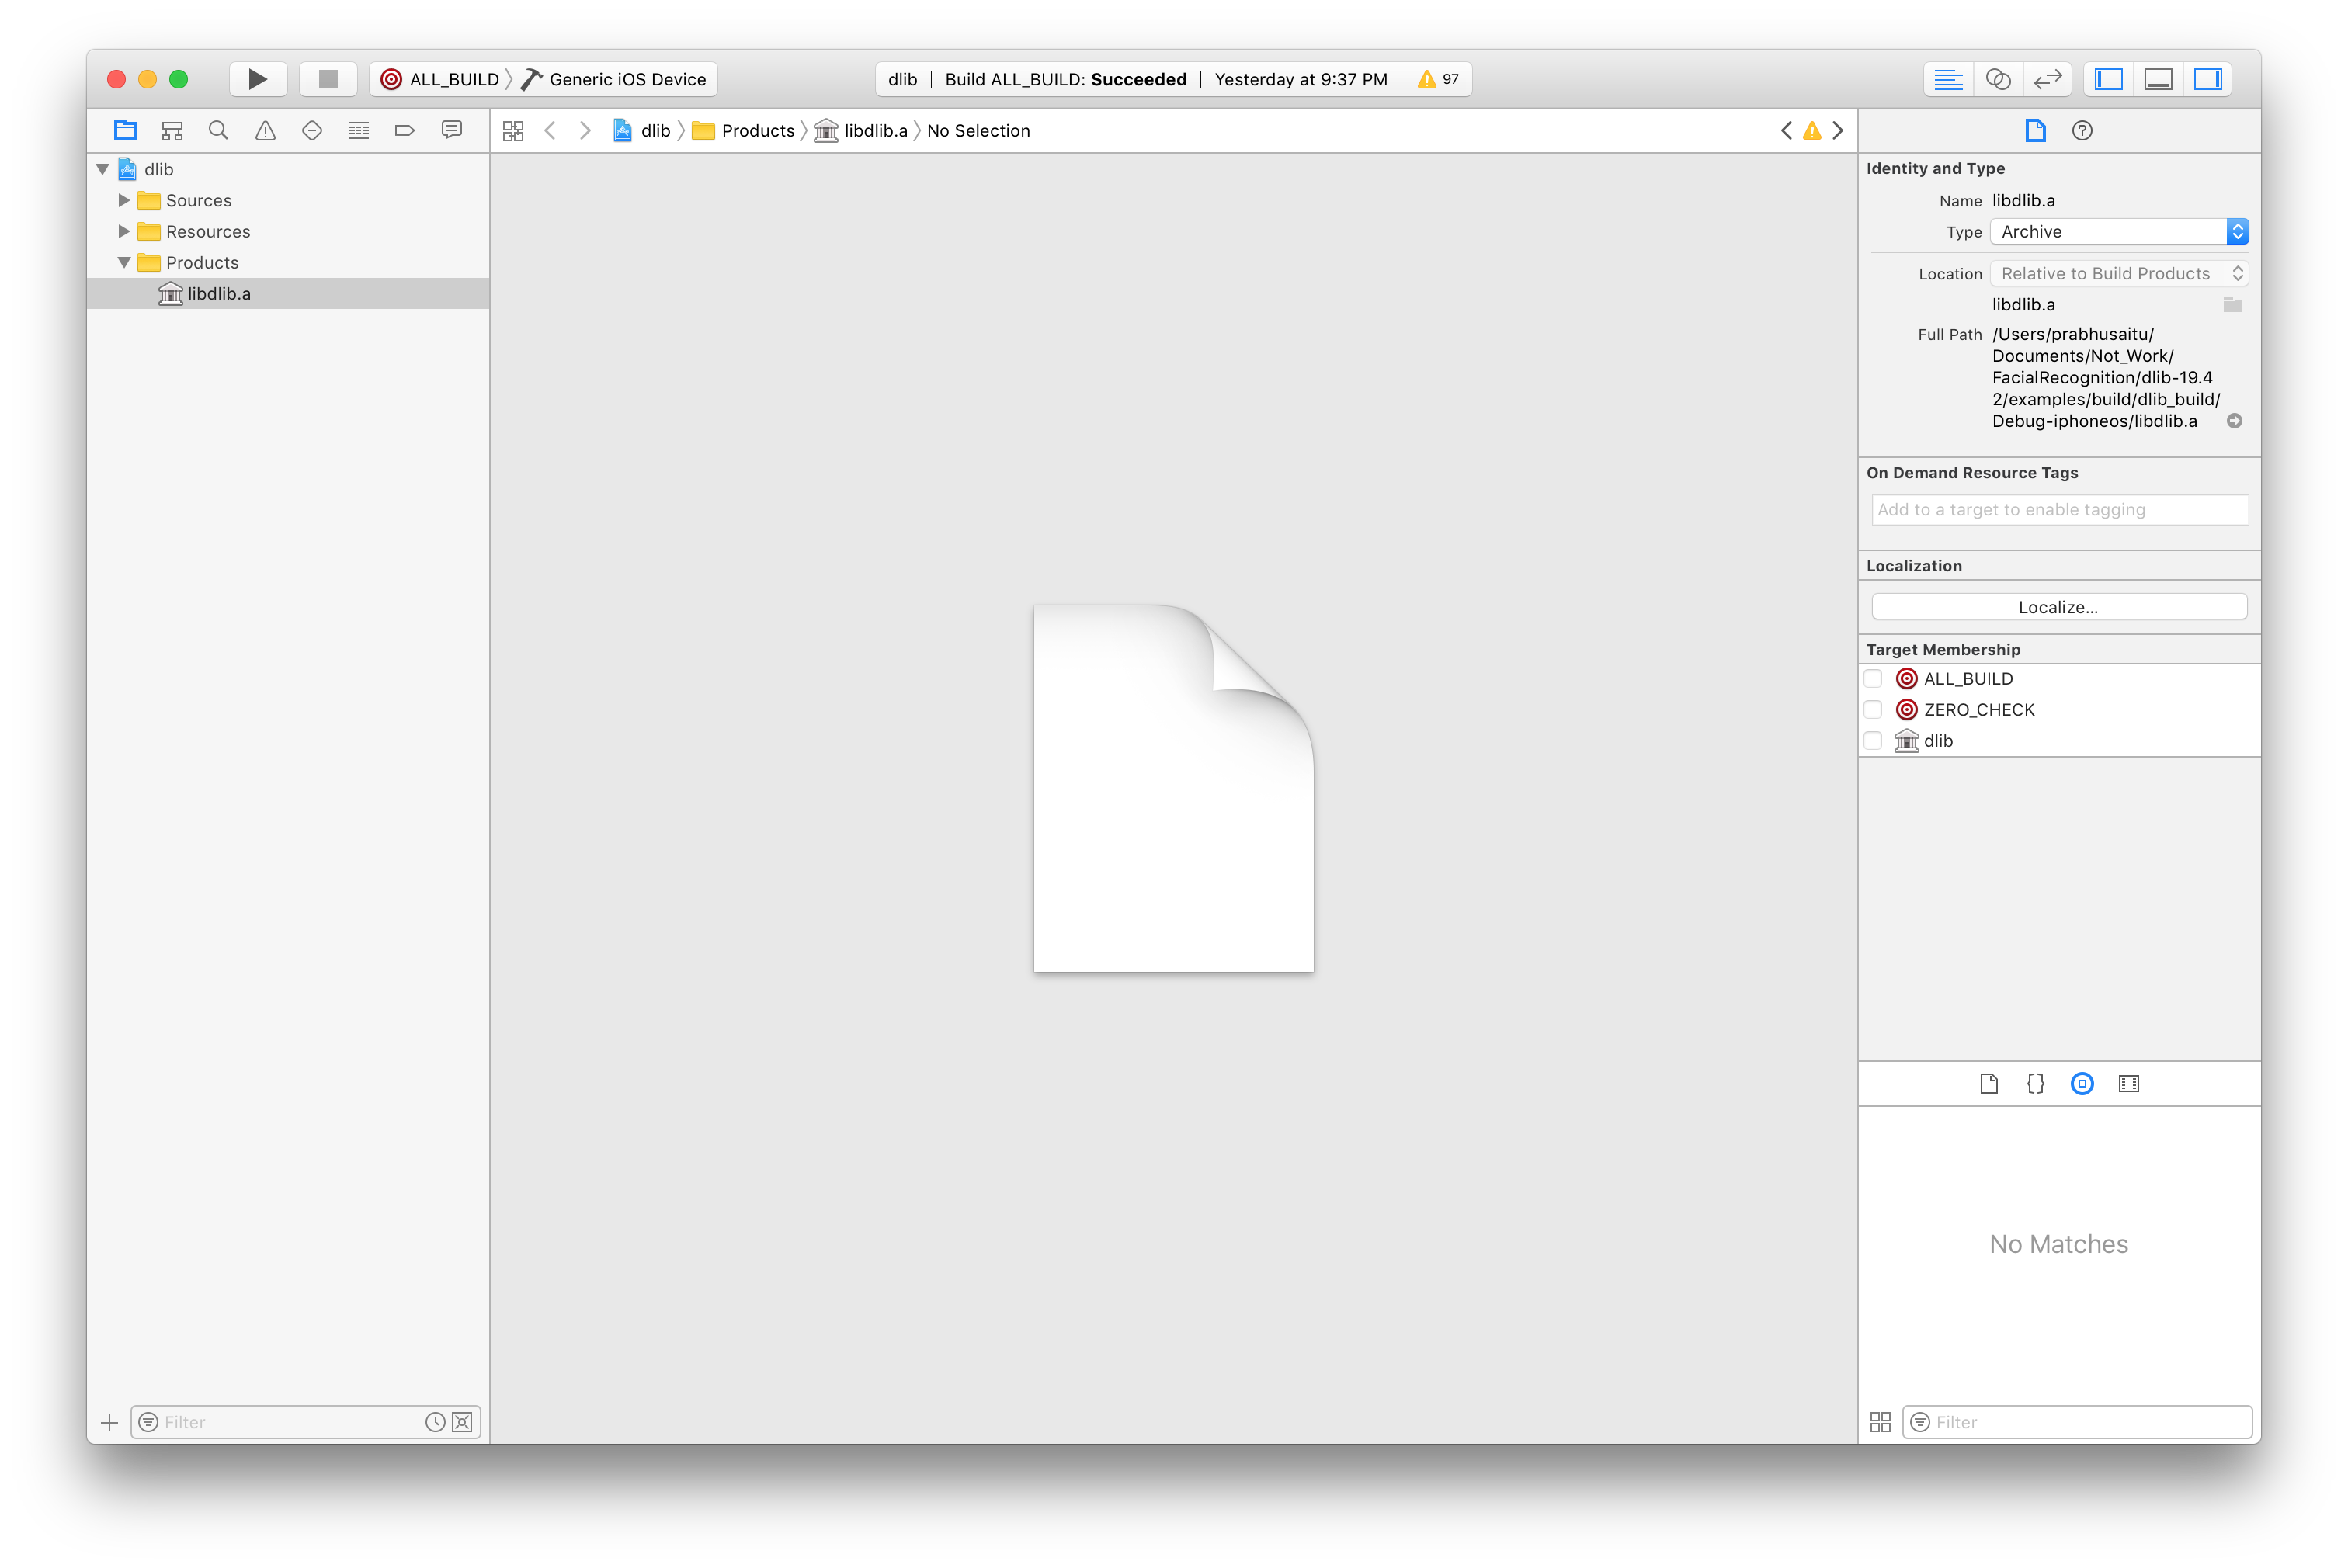 ALL_BUILD Generic iOS Device
dlib | Build ALL_BUILD: Succeeded | Yesterday at 9:37 PM 97
dlib Products libdlib.a No Selection
dlib
Sources
Resources
Products
libdlib.a
Filter
Identity and Type
Name libdlib.a
Type Archive
Location Relative to Build Products
libdlib.a
Full Path /Users/prabhusaitu/
Documents/Not_Work/
FacialRecognition/dlib-19.4
2/examples/build/dlib_build/
Debug-iphoneos/libdlib.a
On Demand Resource Tags
Add to a target to enable tagging
Localization
Localize...
Target Membership
ALL_BUILD
ZERO_CHECK
dlib
No Matches
Filter